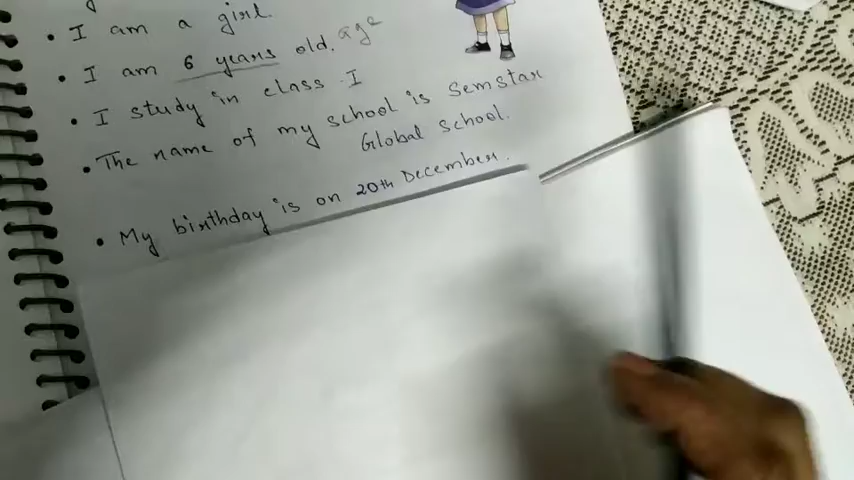 • I am a girl.
• I am 6 years old. age
• I study in class . I
• The name of my school is Semstar
Global School.
• My birthday is on 20th December.